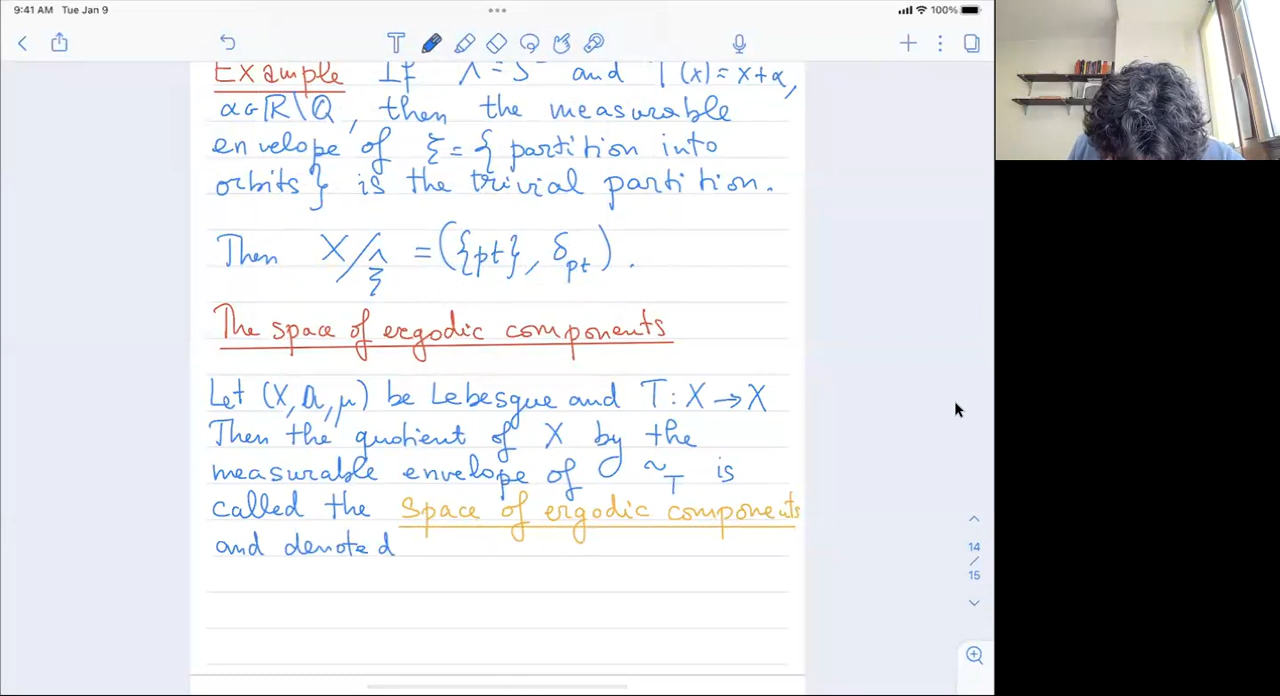 9:41 AM Tue Jan 9
100%
Example If X = S¹ and T(x) = x+α,
α∈ℝ\ℚ, then the measurable
envelope of ξ = { partition into
orbits } is the trivial partition.
Then X/ξ̂ = ({pt}, δ_pt).
The space of ergodic components
Let (X, 𝒜, μ) be Lebesgue and T: X → X
Then the quotient of X by the
measurable envelope of ~_T is
called the space of ergodic components
and denoted
14
/
15